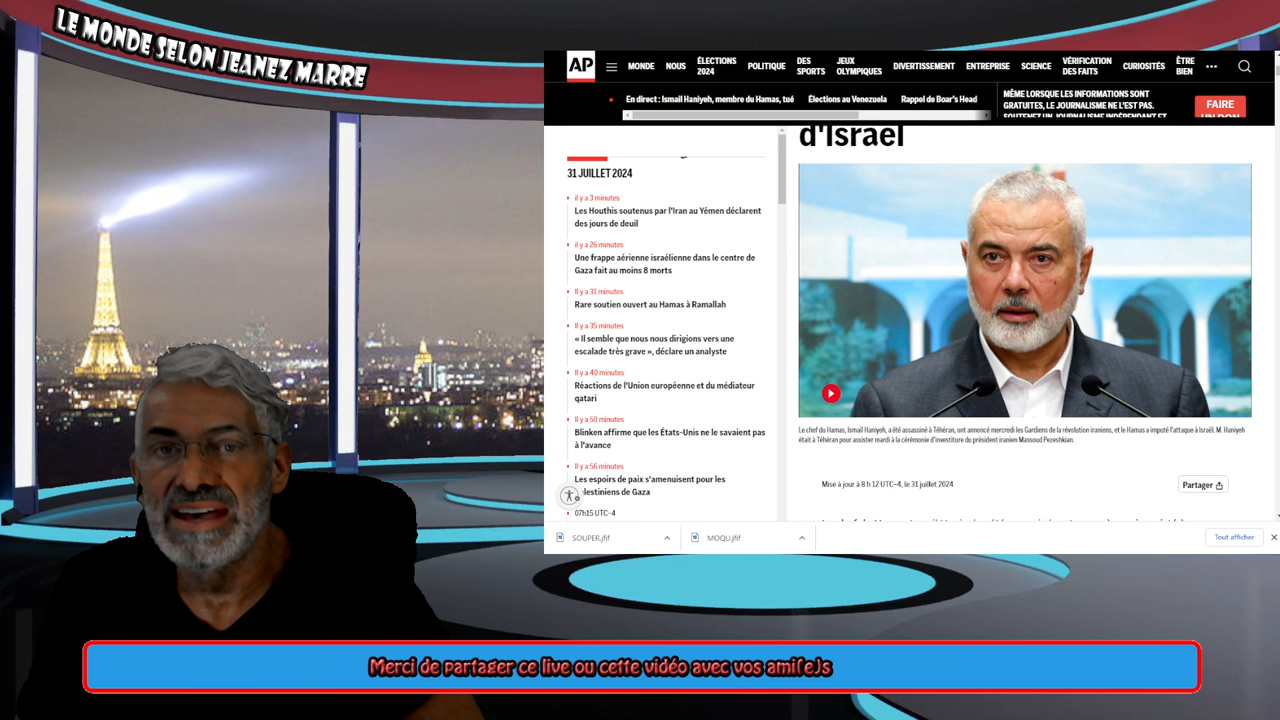 LE MONDE SELON JEANEZ MARRE
AP
MONDE
NOUS
ÉLECTIONS
2024
POLITIQUE
DES
SPORTS
JEUX
OLYMPIQUES
DIVERTISSEMENT
ENTREPRISE
SCIENCE
VÉRIFICATION
DES FAITS
CURIOSITÉS
ÊTRE
BIEN
En direct : Ismail Haniyeh, membre du Hamas, tué
Élections au Venezuela
Rappel de Boar's Head
MÊME LORSQUE LES INFORMATIONS SONT
GRATUITES, LE JOURNALISME NE L'EST PAS.
SOUTENEZ UN JOURNALISME INDÉPENDANT ET
FAIRE
UN DON
d'Israël
31 JUILLET 2024
il y a 3 minutes
Les Houthis soutenus par l'Iran au Yémen déclarent
des jours de deuil
il y a 26 minutes
Une frappe aérienne israélienne dans le centre de
Gaza fait au moins 8 morts
Il y a 31 minutes
Rare soutien ouvert au Hamas à Ramallah
Il y a 35 minutes
« Il semble que nous nous dirigions vers une
escalade très grave », déclare un analyste
Il y a 40 minutes
Réactions de l'Union européenne et du médiateur
qatari
Il y a 50 minutes
Blinken affirme que les États-Unis ne le savaient pas
à l'avance
Il y a 56 minutes
Les espoirs de paix s'amenuisent pour les
Palestiniens de Gaza
07h15 UTC-4
Le chef du Hamas, Ismail Haniyeh, a été assassiné à Téhéran, ont annoncé mercredi les Gardiens de la révolution iraniens, et le Hamas a imputé l'attaque à Israël. M. Haniyeh
était à Téhéran pour assister mardi à la cérémonie d'investiture du président iranien Massoud Pezeshkian.
Mise à jour à 8 h 12 UTC-4, le 31 juillet 2024
Partager
SOUPER.jfif
MOQU.jfif
Tout afficher
Merci de partager ce live ou cette vidéo avec vos ami(e)s